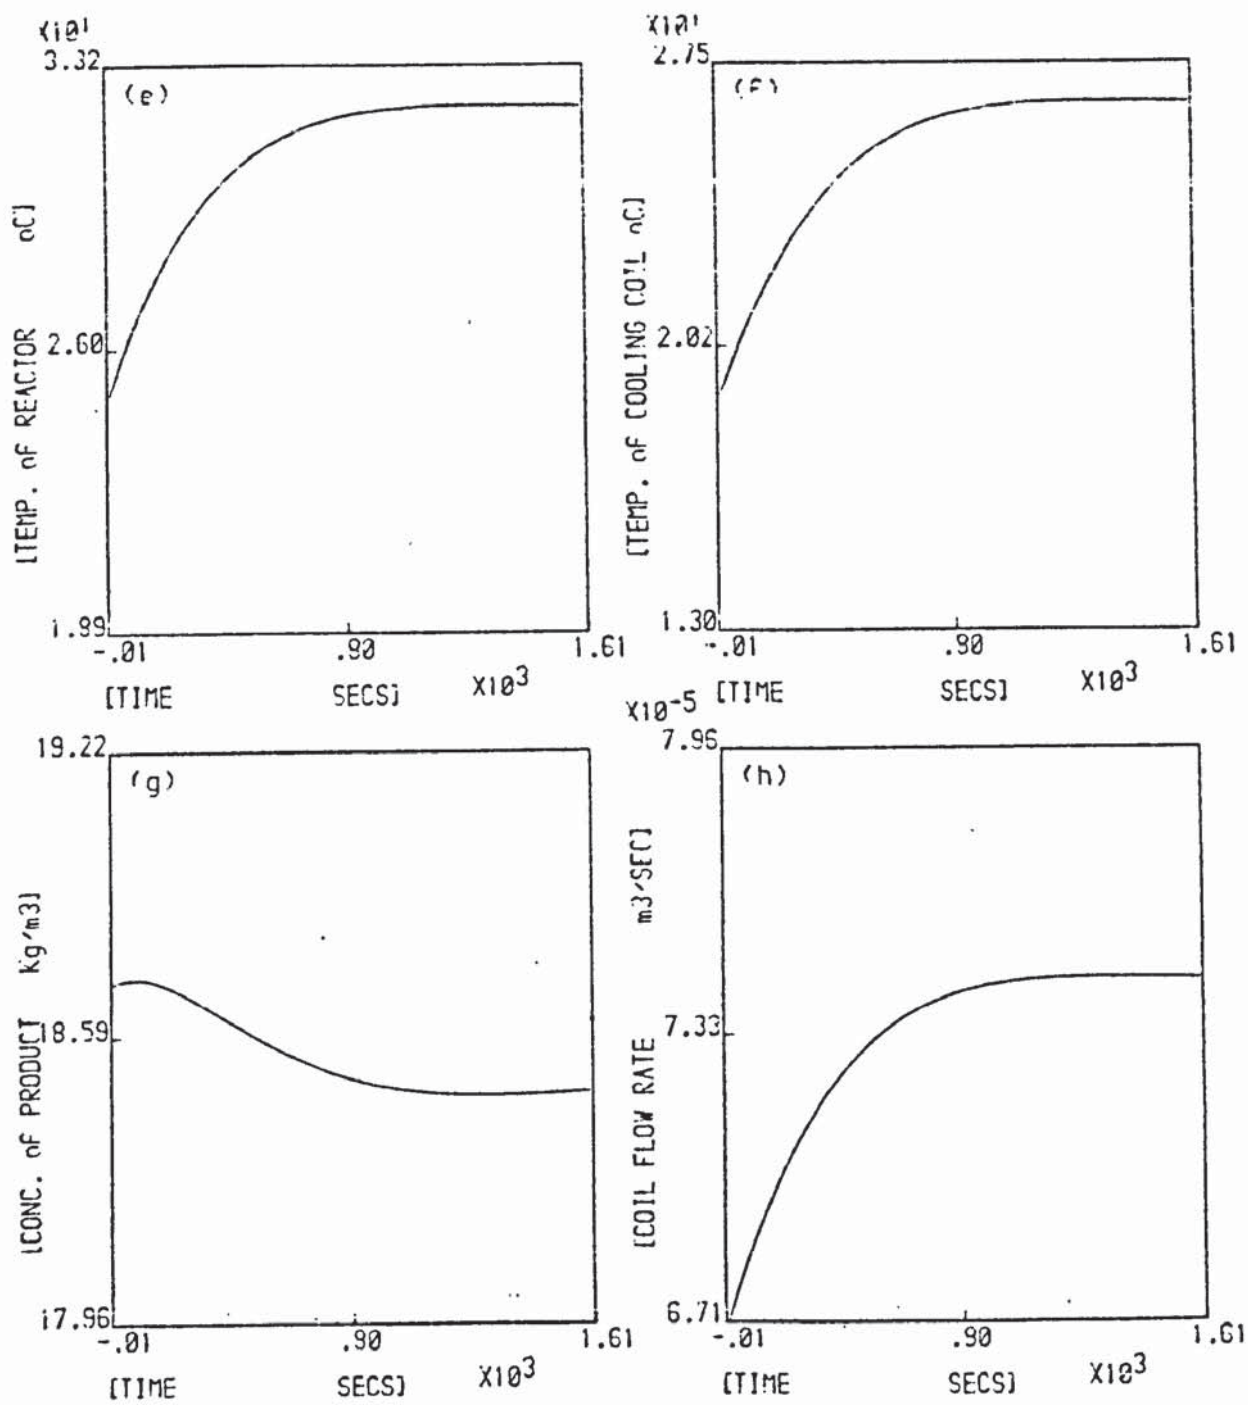 X10¹
3.32
(e)
2.60
1.99
[TEMP. oF REACTOR oC]
-.01 .90 1.61
[TIME SECS] X10³
X10¹
2.75
(f)
2.02
1.30
[TEMP. oF COOLING COIL oC]
-.01 .90 1.61
[TIME SECS] X10³
19.22
(g)
18.59
17.96
[CONC. oF PRODUCT Kg/m3]
-.01 .90 1.61
[TIME SECS] X10³
X10⁻⁵
7.96
(h)
7.33
6.71
[COIL FLOW RATE m3/SEC]
-.01 .90 1.61
[TIME SECS] X10³